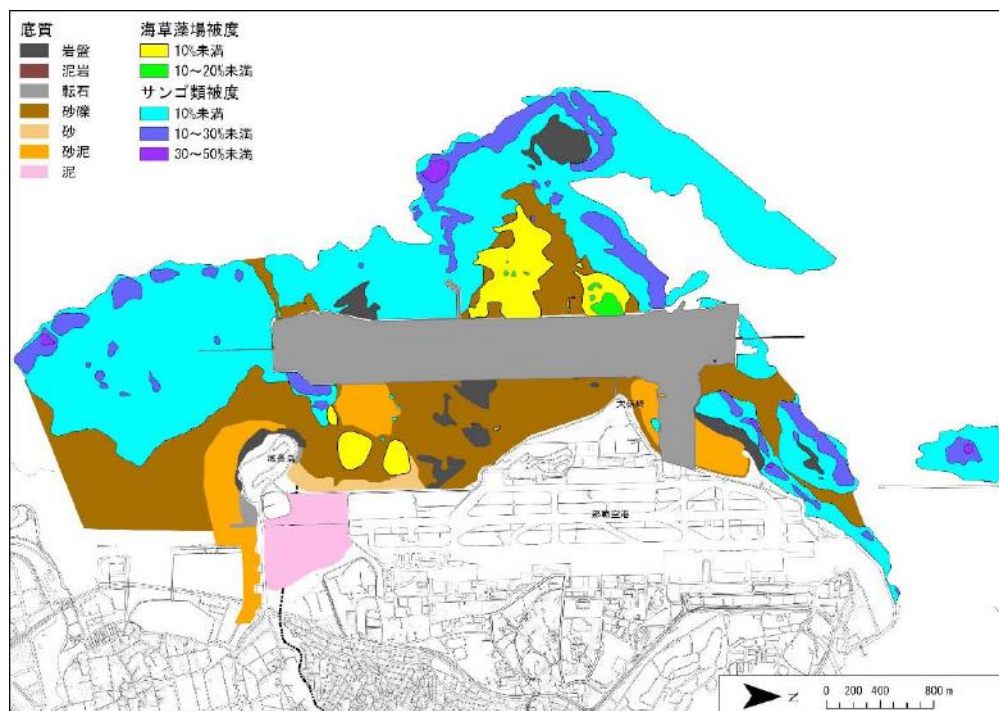 底質
岩盤
泥岩
転石
砂礫
砂
砂泥
泥
海草藻場被度
10%未満
10～20%未満
サンゴ類被度
10%未満
10～30%未満
30～50%未満
大嶺崎
瀬長島
那覇空港
N
0 200 400 800 m